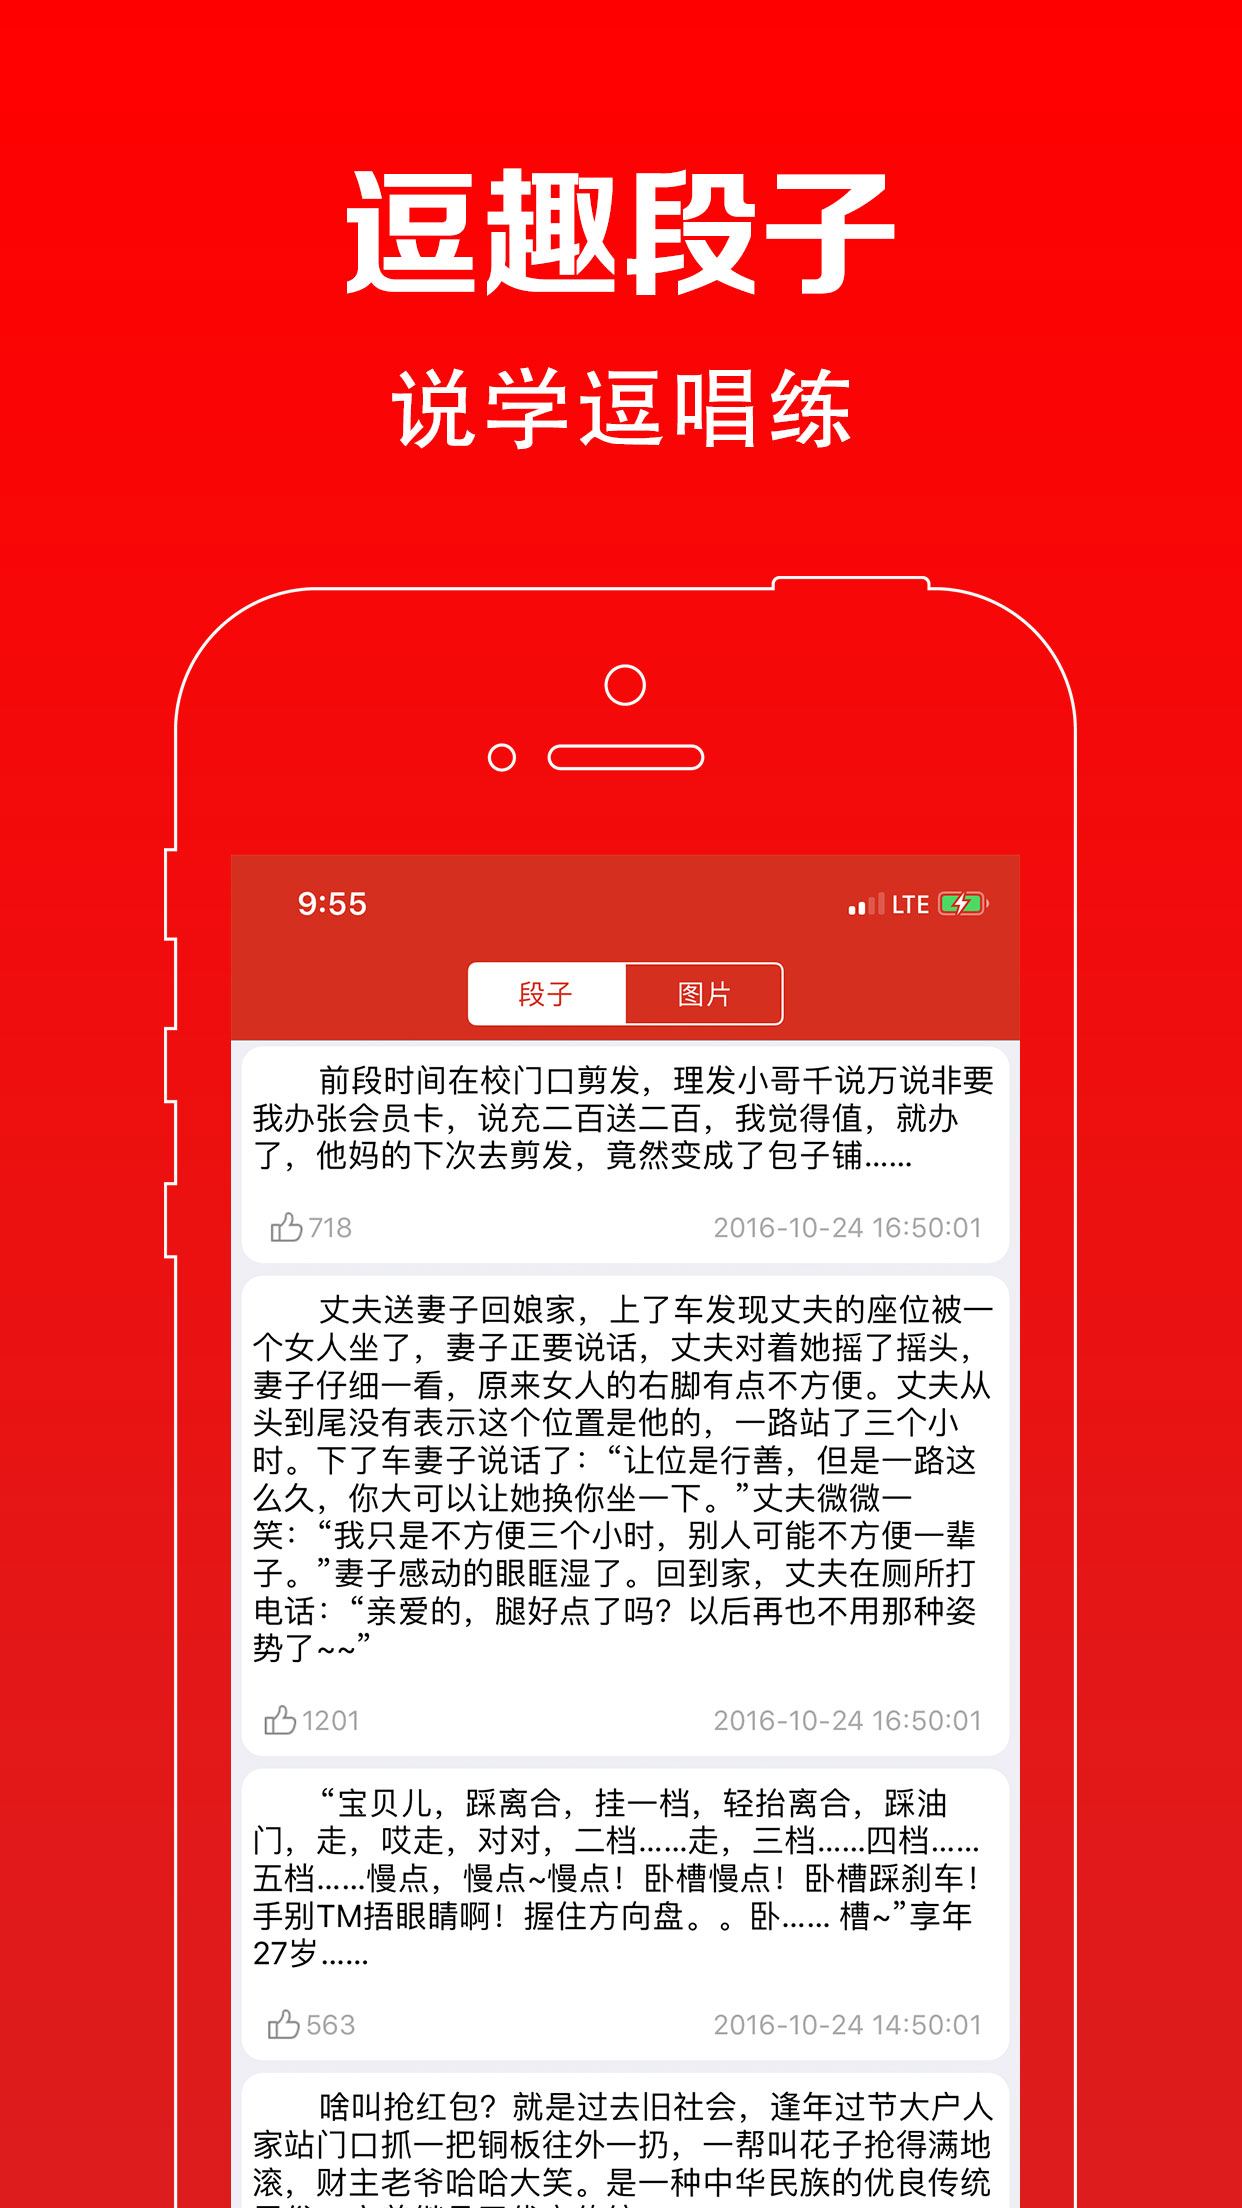 逗趣段子
说学逗唱练
9:55
LTE
段子
图片
前段时间在校门口剪发，理发小哥千说万说非要
我办张会员卡，说充二百送二百，我觉得值，就办
了，他妈的下次去剪发，竟然变成了包子铺......
718
2016-10-24 16:50:01
丈夫送妻子回娘家，上了车发现丈夫的座位被一
个女人坐了，妻子正要说话，丈夫对着她摇了摇头，
妻子仔细一看，原来女人的右脚有点不方便。丈夫从
头到尾没有表示这个位置是他的，一路站了三个小
时。下了车妻子说话了：“让位是行善，但是一路这
么久，你大可以让她换你坐一下。”丈夫微微一
笑：“我只是不方便三个小时，别人可能不方便一辈
子。”妻子感动的眼眶湿了。回到家，丈夫在厕所打
电话：“亲爱的，腿好点了吗？以后再也不用那种姿
势了~~”
1201
2016-10-24 16:50:01
“宝贝儿，踩离合，挂一档，轻抬离合，踩油
门，走，哎走，对对，二档......走，三档......四档......
五档......慢点，慢点~慢点！卧槽慢点！卧槽踩刹车！
手别TM捂眼睛啊！握住方向盘。。卧...... 槽~”享年
27岁......
563
2016-10-24 14:50:01
啥叫抢红包？就是过去旧社会，逢年过节大户人
家站门口抓一把铜板往外一扔，一帮叫花子抢得满地
滚，财主老爷哈哈大笑。是一种中华民族的优良传统